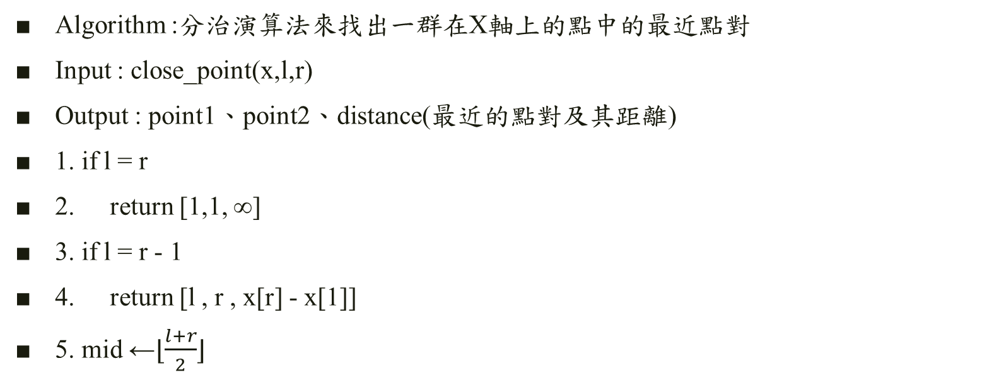 ■ Algorithm :分治演算法來找出一群在X軸上的點中的最近點對
■ Input : close_point(x,l,r)
■ Output : point1、point2、distance(最近的點對及其距離)
■ 1. if l = r
■ 2. return [1,1, ∞]
■ 3. if l = r - 1
■ 4. return [l , r , x[r] - x[1]]
■ 5. mid ←⌊\frac{l+r}{2}⌋